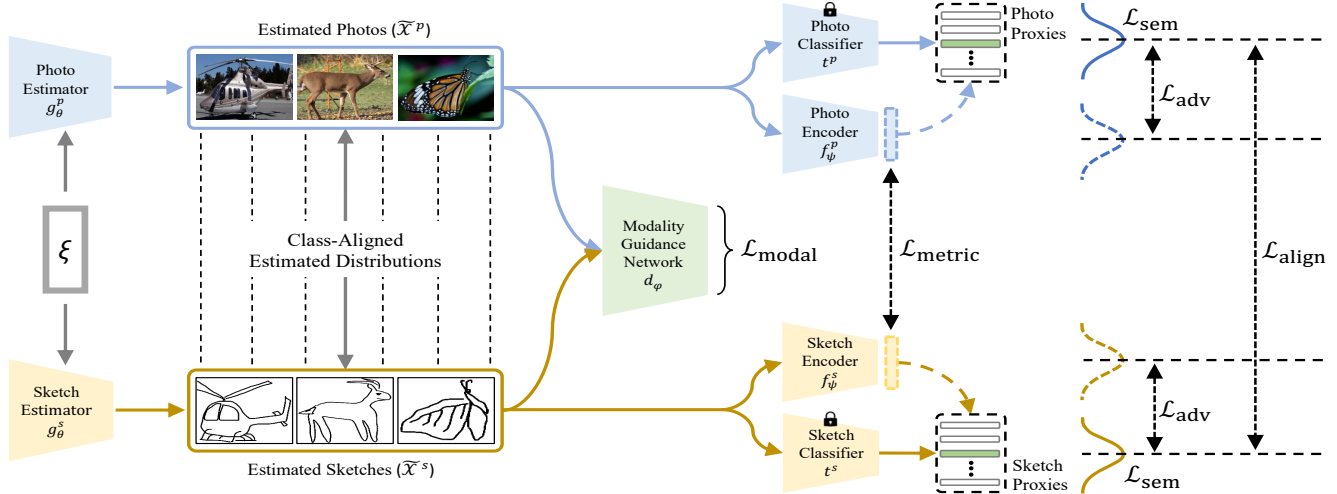 Estimated Photos (𝒳̃ᵖ)
Photo
Estimator
g_θ^p
ξ
Sketch
Estimator
g_θ^s
Class-Aligned
Estimated Distributions
Estimated Sketches (𝒳̃ˢ)
Modality
Guidance
Network
d_φ
ℒ_modal
Photo
Classifier
t^p
Photo
Encoder
f_ψ^p
Photo
Proxies
ℒ_metric
Sketch
Encoder
f_ψ^s
Sketch
Classifier
t^s
Sketch
Proxies
ℒ_sem
ℒ_adv
ℒ_align
ℒ_adv
ℒ_sem